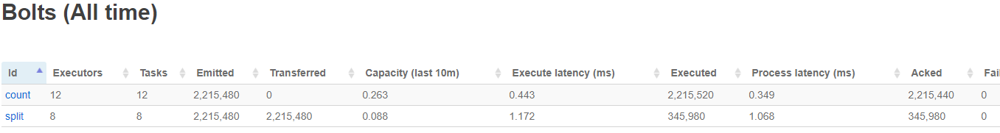 Bolts (All time)
Id Executors Tasks Emitted Transferred Capacity (last 10m) Execute latency (ms) Executed Process latency (ms) Acked Fai
count 12 12 2,215,480 0 0.263 0.443 2,215,520 0.349 2,215,440 0
split 8 8 2,215,480 2,215,480 0.088 1.172 345,980 1.068 345,980 0